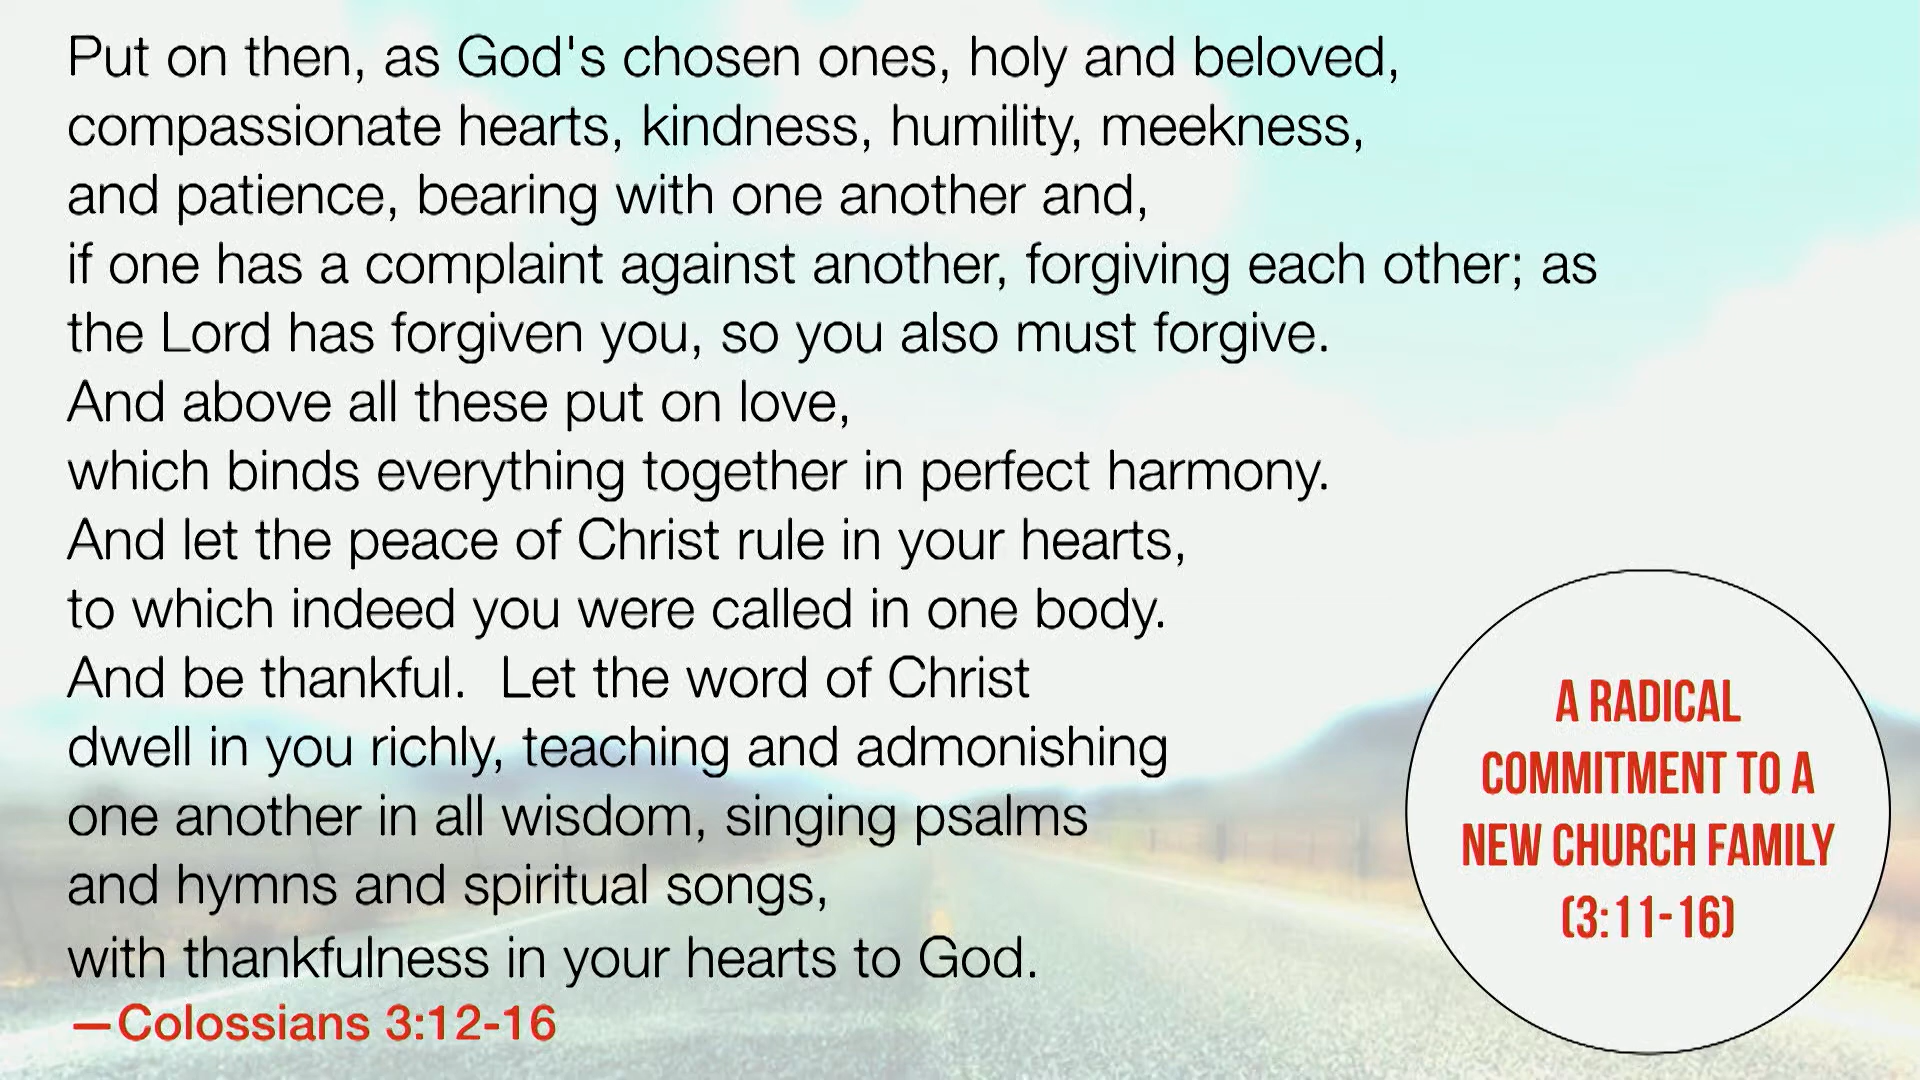 Put on then, as God's chosen ones, holy and beloved,
compassionate hearts, kindness, humility, meekness,
and patience, bearing with one another and,
if one has a complaint against another, forgiving each other; as
the Lord has forgiven you, so you also must forgive.
And above all these put on love,
which binds everything together in perfect harmony.
And let the peace of Christ rule in your hearts,
to which indeed you were called in one body.
And be thankful.  Let the word of Christ
dwell in you richly, teaching and admonishing
one another in all wisdom, singing psalms
and hymns and spiritual songs,
with thankfulness in your hearts to God.
—Colossians 3:12-16
A RADICAL
COMMITMENT TO A
NEW CHURCH FAMILY
(3:11-16)